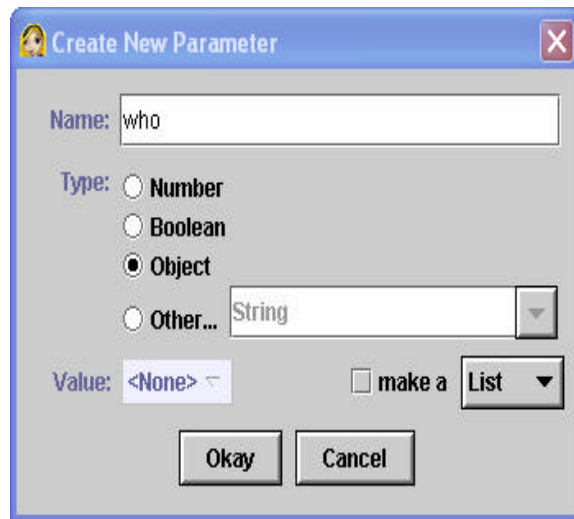 Create New Parameter
Name: who
Type: Number
Boolean
Object
Other... String
Value: <None> make a List
Okay Cancel